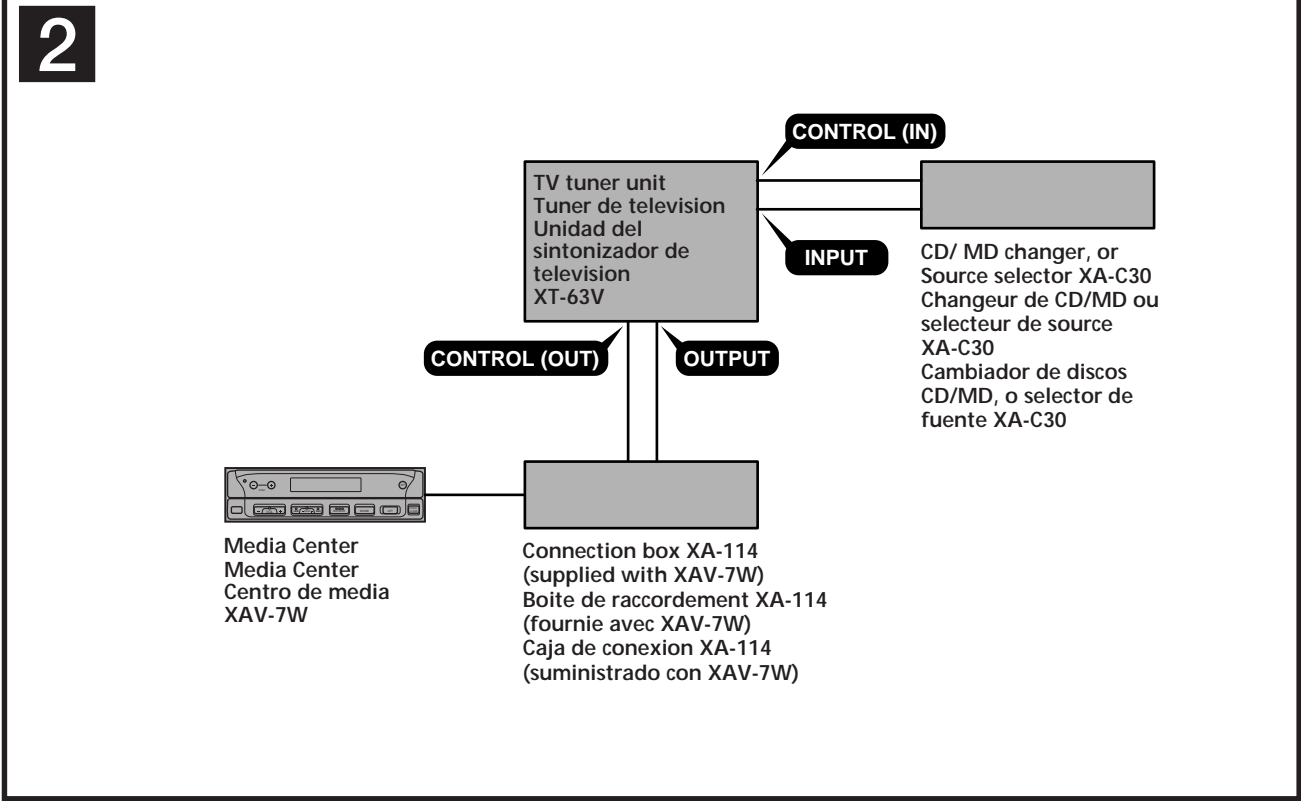 2
CONTROL (IN)
TV tuner unit
Tuner de television
Unidad del
sintonizador de
television
XT-63V
INPUT
CD/ MD changer, or
Source selector XA-C30
Changeur de CD/MD ou
selecteur de source
XA-C30
Cambiador de discos
CD/MD, o selector de
fuente XA-C30
CONTROL (OUT)
OUTPUT
Media Center
Media Center
Centro de media
XAV-7W
Connection box XA-114
(supplied with XAV-7W)
Boite de raccordement XA-114
(fournie avec XAV-7W)
Caja de conexion XA-114
(suministrado con XAV-7W)